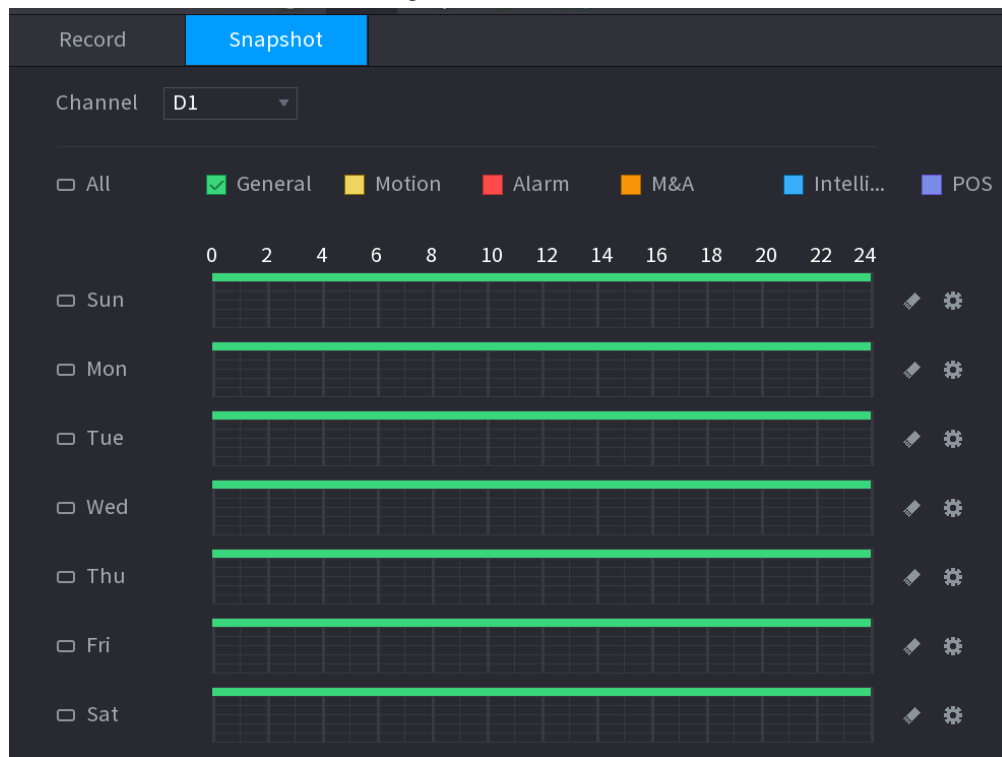 Record Snapshot
Channel D1
All General Motion Alarm M&A Intelli... POS
0 2 4 6 8 10 12 14 16 18 20 22 24
Sun
Mon
Tue
Wed
Thu
Fri
Sat